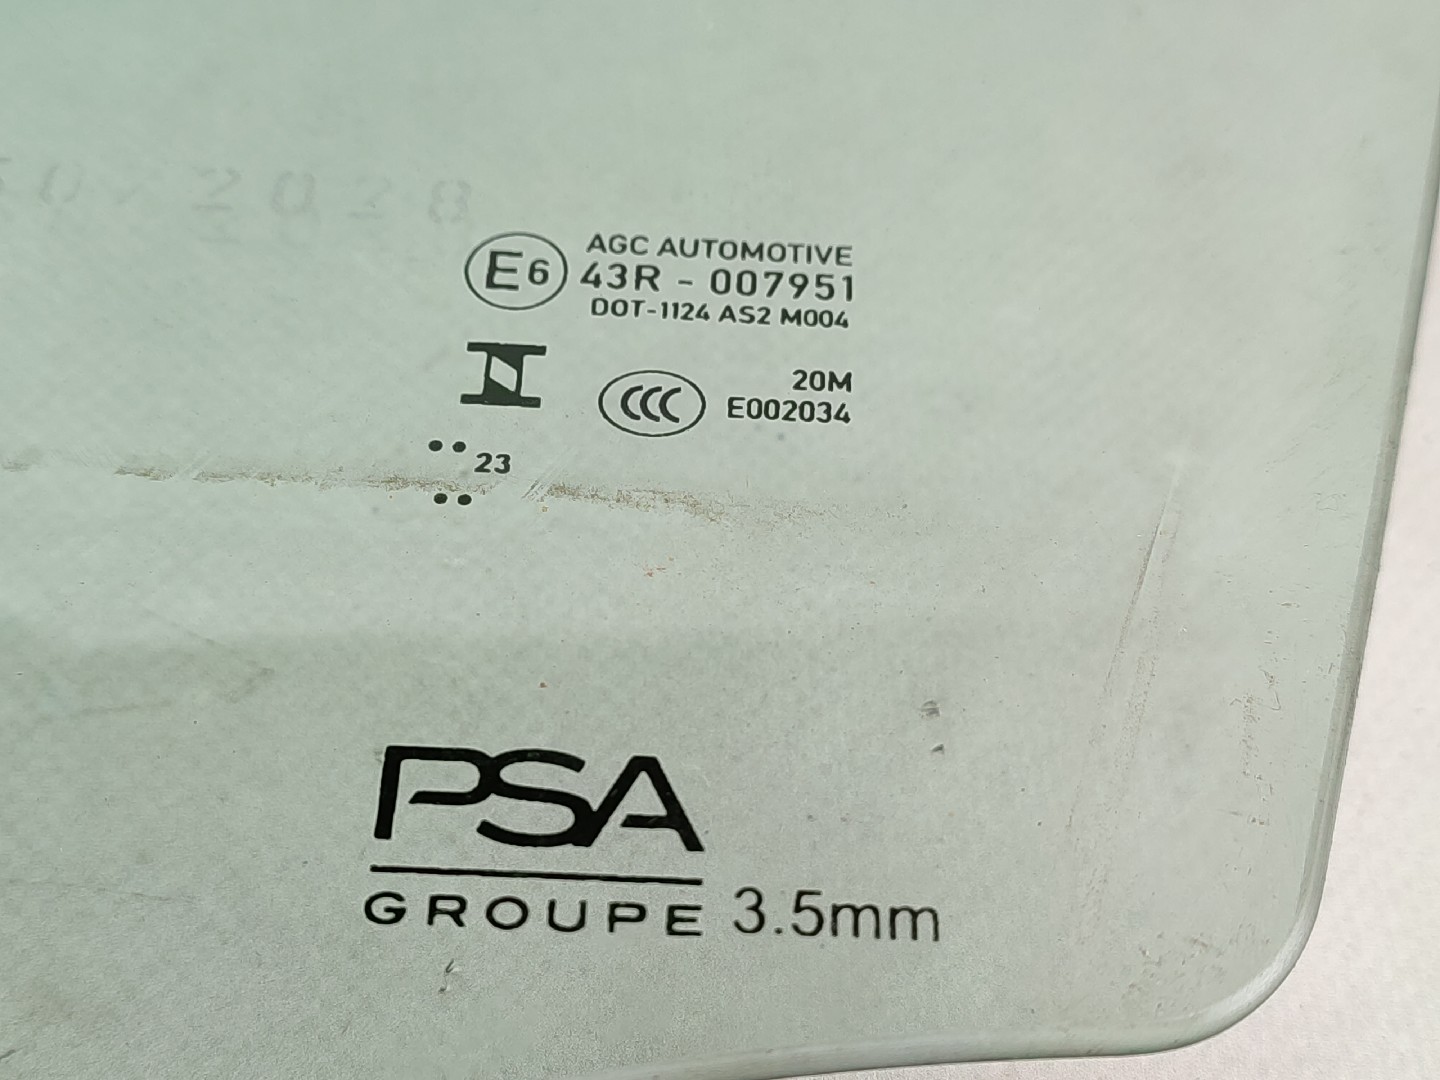 E6
AGC AUTOMOTIVE
43R - 007951
DOT-1124 AS2 M004
CCC
20M
E002034
23
PSA
GROUPE 3.5mm